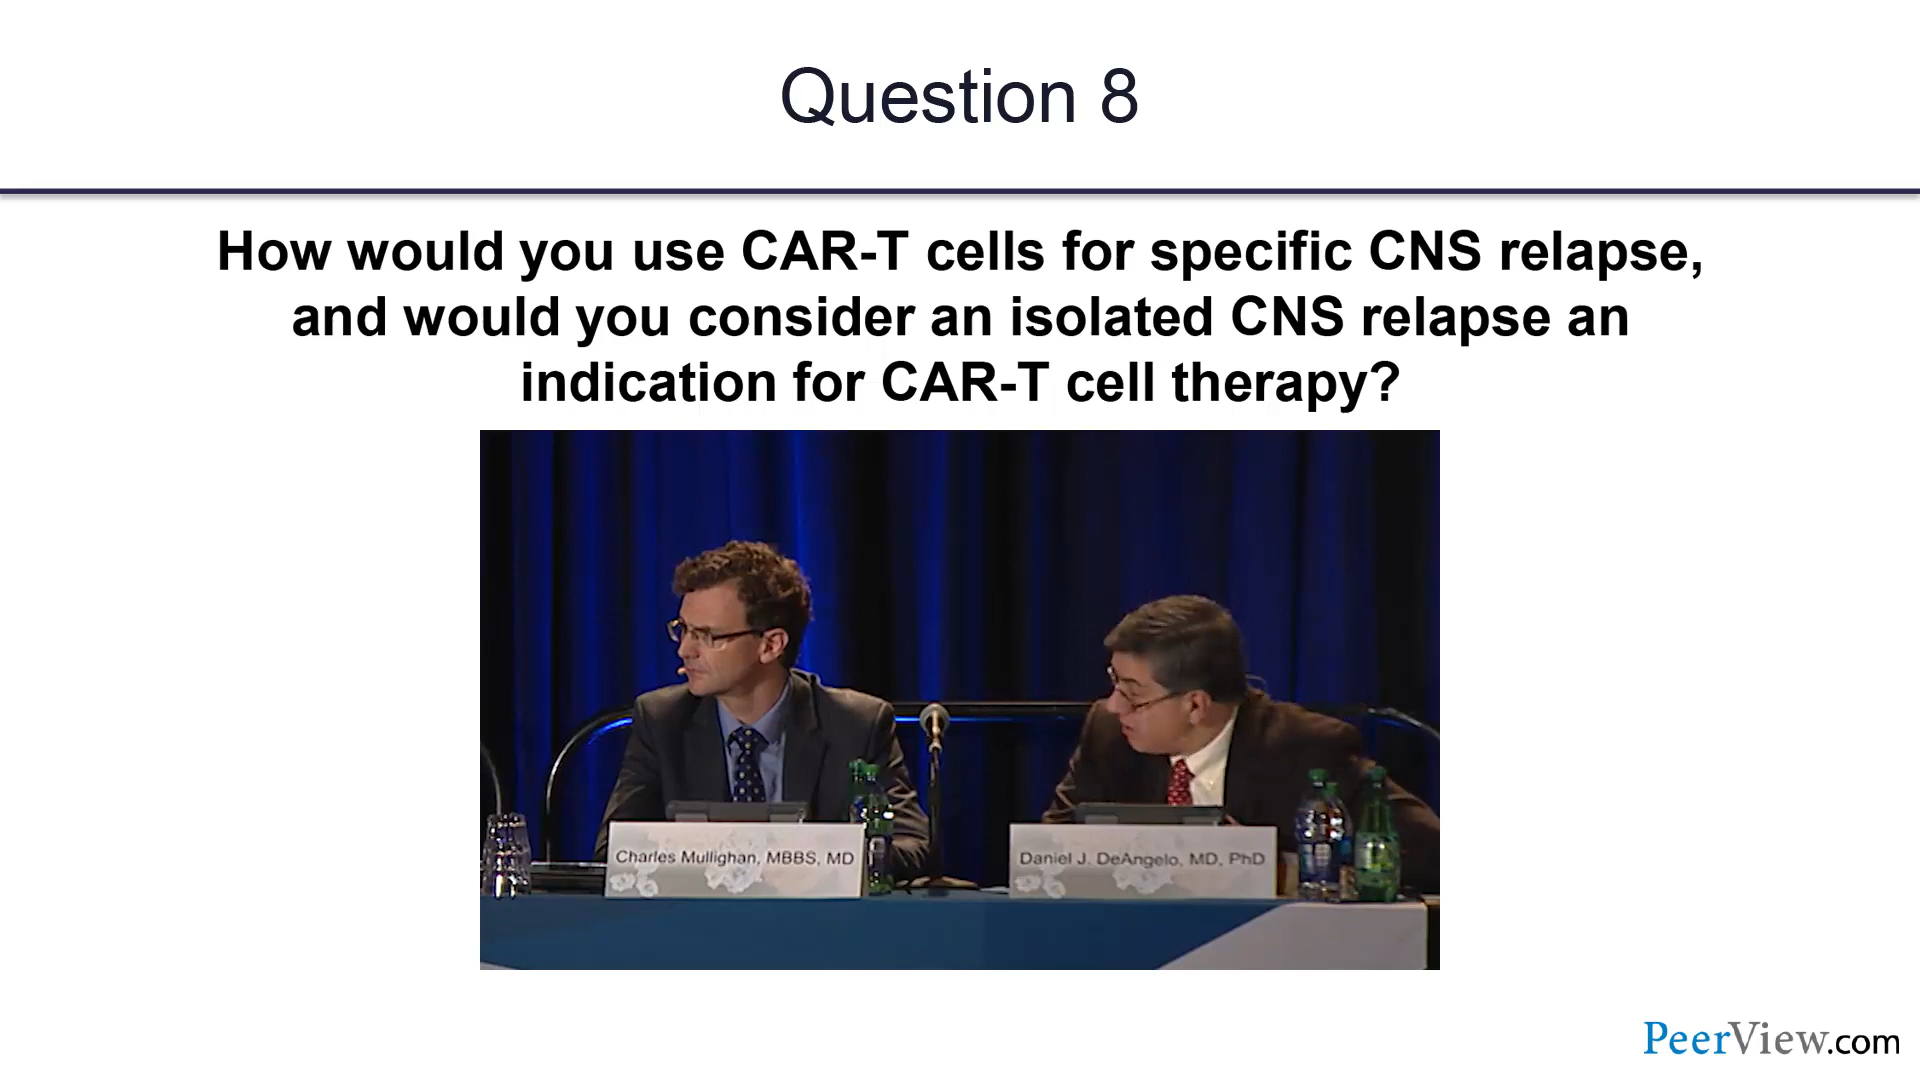 Question 8
How would you use CAR-T cells for specific CNS relapse,
and would you consider an isolated CNS relapse an
indication for CAR-T cell therapy?
Charles Mullighan, MBBS, MD
Daniel J. DeAngelo, MD, PhD
PeerView.com